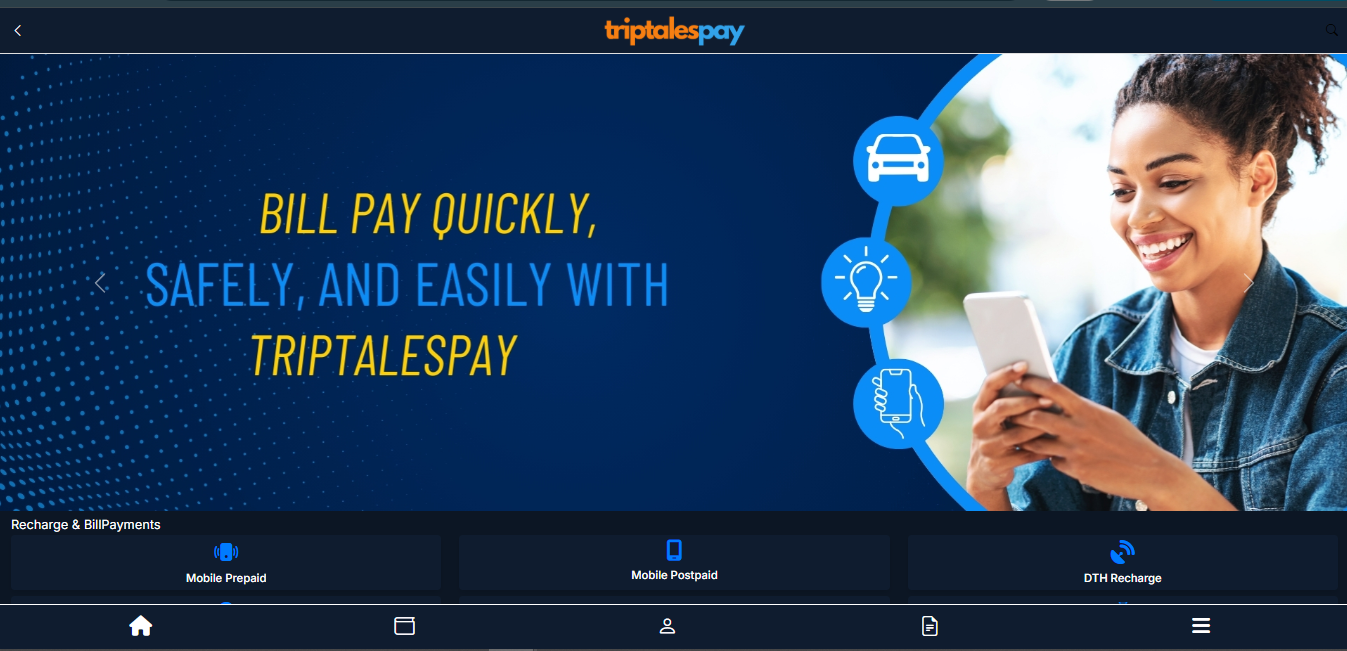 triptalespay
BILL PAY QUICKLY,
SAFELY, AND EASILY WITH
TRIPTALESPAY
Recharge & BillPayments
Mobile Prepaid
Mobile Postpaid
DTH Recharge